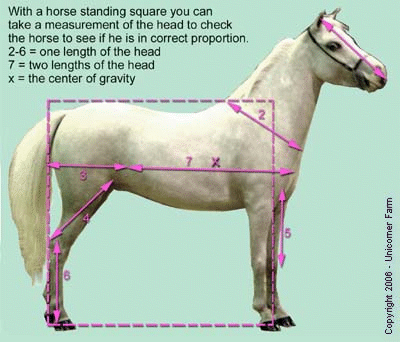 With a horse standing square you can
take a measurement of the head to check
the horse to see if he is in correct proportion.
2-6 = one length of the head
7 = two lengths of the head
x = the center of gravity
2
3
7
X
4
5
6
Copyright 2006 - Unicorner Farm